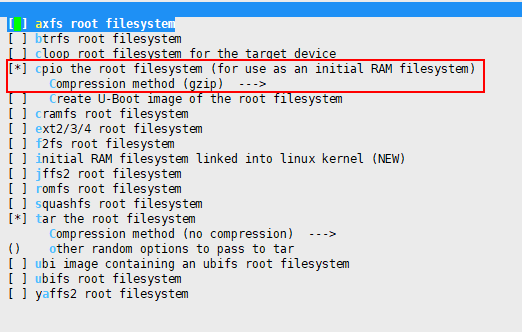 [ ] axfs root filesystem
[ ] btrfs root filesystem
[ ] cloop root filesystem for the target device
[*] cpio the root filesystem (for use as an initial RAM filesystem)
Compression method (gzip)  --->
[ ] Create U-Boot image of the root filesystem
[ ] cramfs root filesystem
[ ] ext2/3/4 root filesystem
[ ] f2fs root filesystem
[ ] initial RAM filesystem linked into linux kernel (NEW)
[ ] jffs2 root filesystem
[ ] romfs root filesystem
[ ] squashfs root filesystem
[*] tar the root filesystem
Compression method (no compression)  --->
() other random options to pass to tar
[ ] ubi image containing an ubifs root filesystem
[ ] ubifs root filesystem
[ ] yaffs2 root filesystem